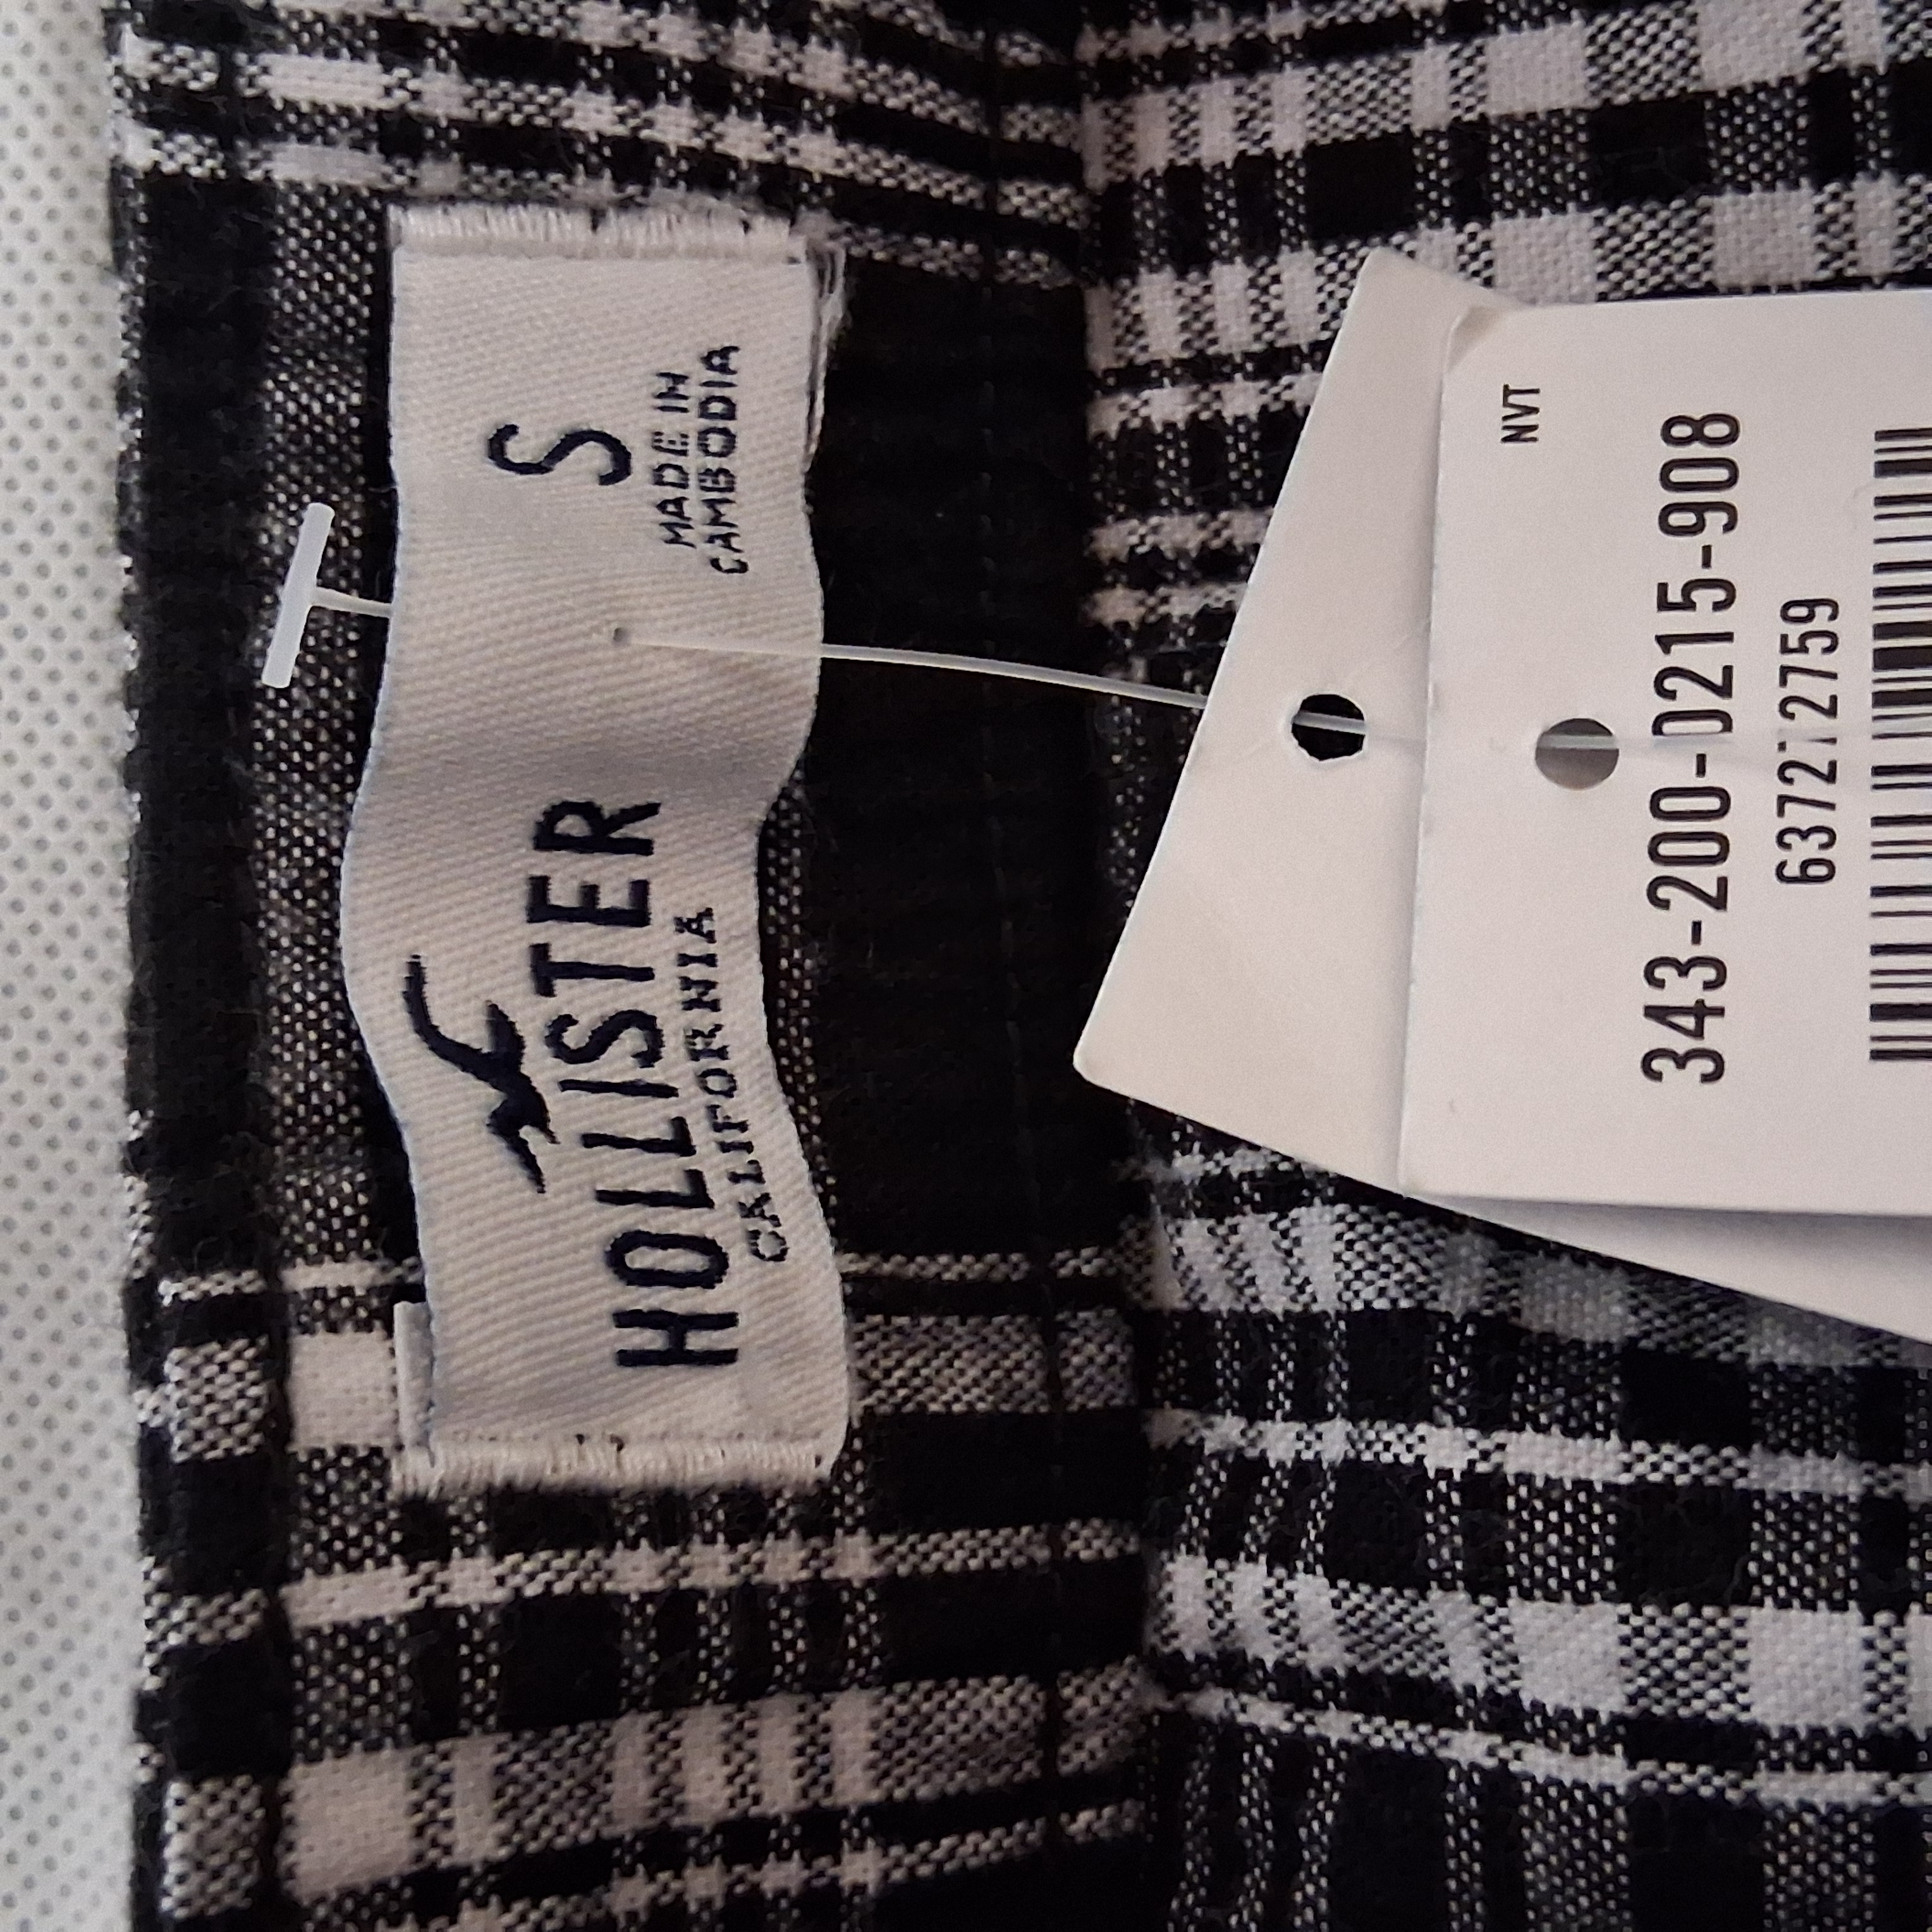 HOLLISTER
CALIFORNIA
S
MADE IN
CAMBODIA
NVT
343-200-0215-908
637212759